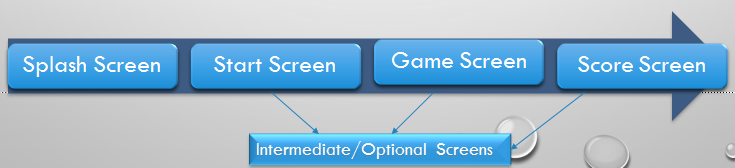 Splash Screen
Start Screen
Game Screen
Score Screen
Intermediate/Optional Screens